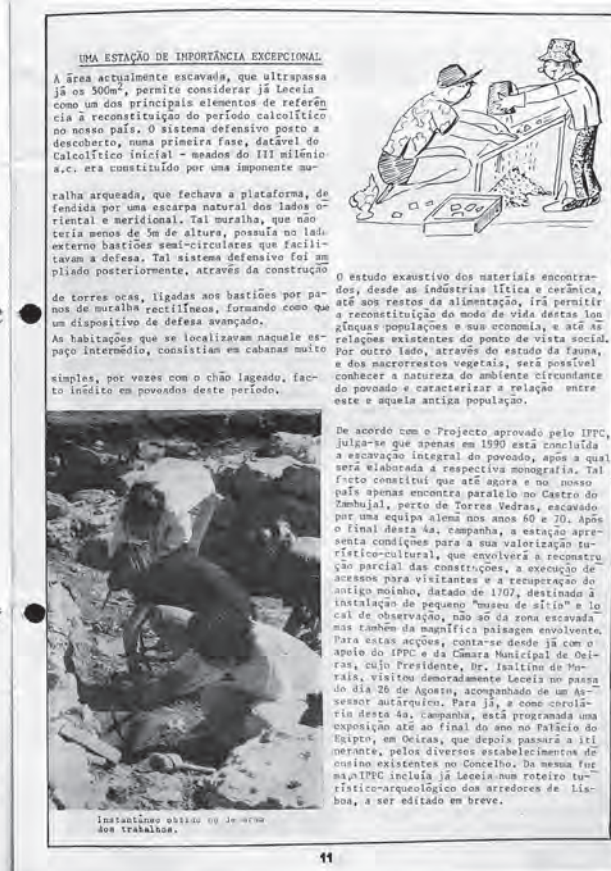 UMA ESTAÇÃO DE IMPORTÂNCIA EXCEPCIONAL
A área actualmente escavada, que ultrapassa
já os 500m², permite considerar já Leceia
como um dos principais elementos de referên
cia à reconstituição do período calcolítico
no nosso país. O sistema defensivo posto a
descoberto, numa primeira fase, datável do
Calcolítico inicial - meados do III milénio
a.c. era constituído por uma imponente mu-
ralha arqueada, que fechava a plataforma, de
fendida por uma escarpa natural dos lados o-
riental e meridional. Tal muralha, que não
teria menos de 5m de altura, possuía no lado
externo bastiões semi-circulares que facili-
tavam a defesa. Tal sistema defensivo foi am
pliado posteriormente, através da construção
de torres ocas, ligadas aos bastiões por pa-
nos de muralha rectilíneos, formando como que
um dispositivo de defesa avançado.
As habitações que se localizavam naquele es-
paço intermédio, consistiam em cabanas muito
simples, por vezes com o chão lageado, fac-
to inédito em povoados deste período.
Instantâneo obtido no decorrer
dos trabalhos.
O estudo exaustivo dos materiais encontra-
dos, desde as indústrias lítica e cerâmica,
até aos restos da alimentação, irá permitir
a reconstituição do modo de vida destas lon
gínquas populações e sua economia, e até às
relações existentes do ponto de vista social.
Por outro lado, através do estudo da fauna,
e dos macrorrestos vegetais, será possível
conhecer a natureza do ambiente circundante
do povoado e caracterizar a relação entre
este e aquela antiga população.
De acordo com o Projecto aprovado pelo IPPC,
julga-se que apenas em 1990 está concluída
a escavação integral do povoado, após a qual
será elaborada a respectiva monografia. Tal
facto constitui que até agora e no nosso
país apenas encontra paralelo no Castro do
Zambujal, perto de Torres Vedras, escavado
por uma equipa alemã nos anos 60 e 70. Após
o final desta 4a. campanha, a estação apre-
senta condições para a sua valorização tu-
rístico-cultural, que envolverá a reconstru
ção parcial das construções, a execução de
acessos para visitantes e a recuperação do
antigo moinho, datado de 1707, destinado à
instalação de pequeno "museu de sítio" e lo
cal de observação, não só da zona escavada
mas também da magnífica paisagem envolvente.
Para estas acções, conta-se desde já com o
apoio do IPPC e da Câmara Municipal de Oei-
ras, cujo Presidente, Dr. Isaltino de Mo-
rais, visitou demoradamente Leceia no passa
do dia 26 de Agosto, acompanhado de um As-
sessor autárquico. Para já, e como corolá-
rio desta 4a. campanha, está programada uma
exposição até ao final do ano no Palácio do
Egipto, em Oeiras, que depois passará a iti
nerante, pelos diversos estabelecimentos de
ensino existentes no Concelho. Da mesma for
ma, o IPPC incluía já Leceia num roteiro tu-
rístico-arqueológico dos arredores de Lis-
boa, a ser editado em breve.
11